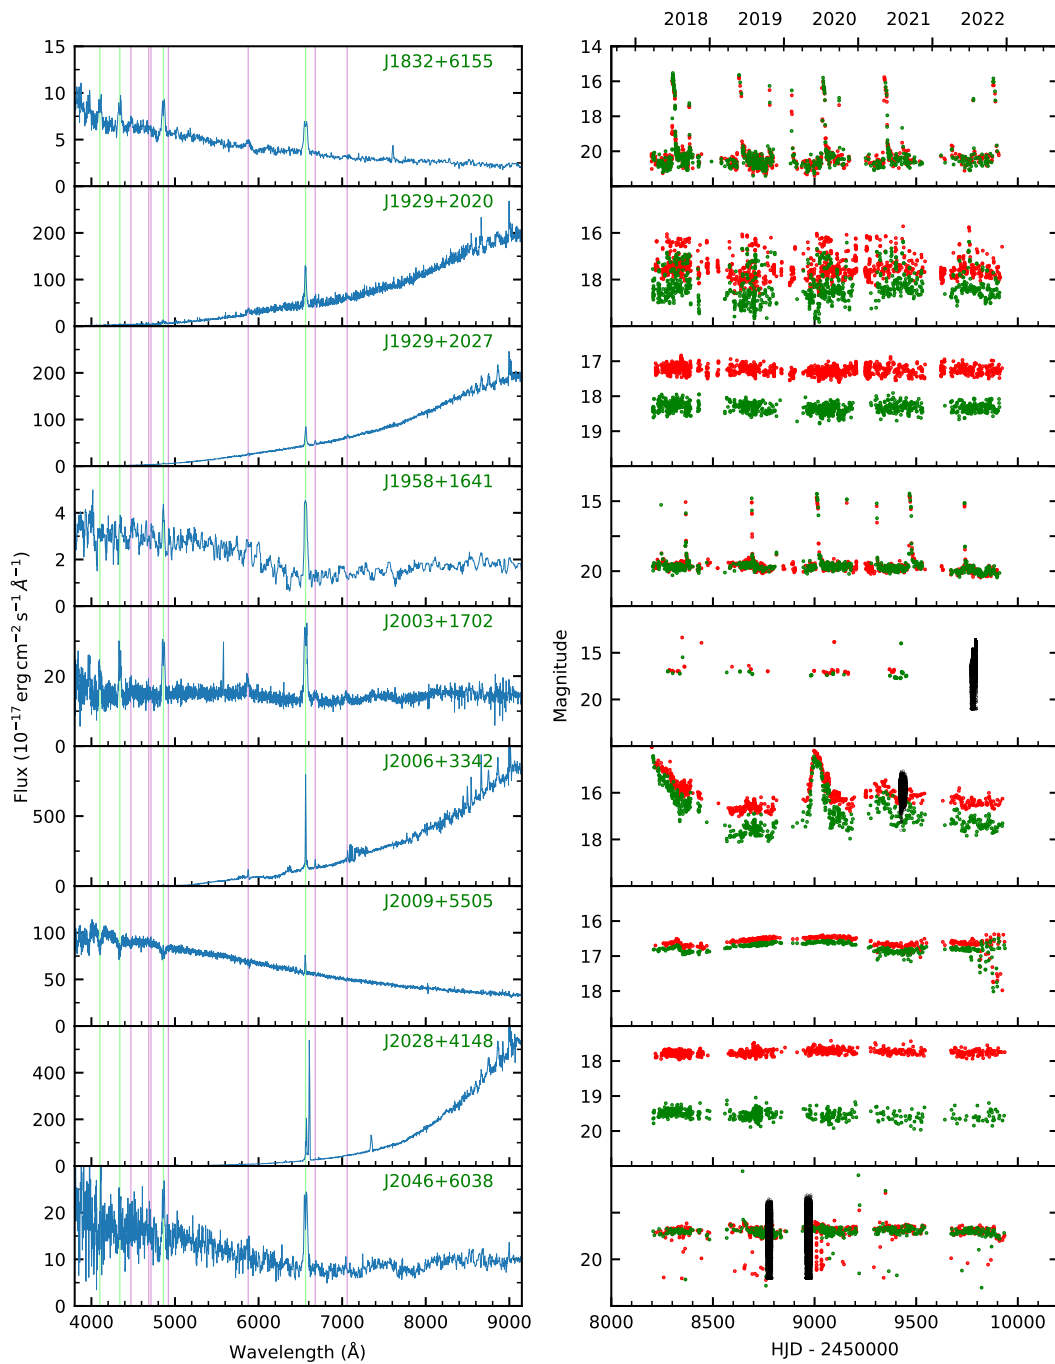 2018 2019 2020 2021 2022
15 10 5 0
J1832+6155
14 16 18 20
200 100 0
J1929+2020
16 18
200 100 0
J1929+2027
17 18 19
4 2 0
J1958+1641
15 20
20 0
J2003+1702
15 20
500 0
J2006+3342
16 18
100 50 0
J2009+5505
16 17 18
400 200 0
J2028+4148
18 19 20
20 10 0
J2046+6038
20
Flux (10⁻¹⁷ erg cm⁻² s⁻¹ Å⁻¹)
Magnitude
4000 5000 6000 7000 8000 9000
8000 8500 9000 9500 10000
Wavelength (Å)
HJD - 2450000